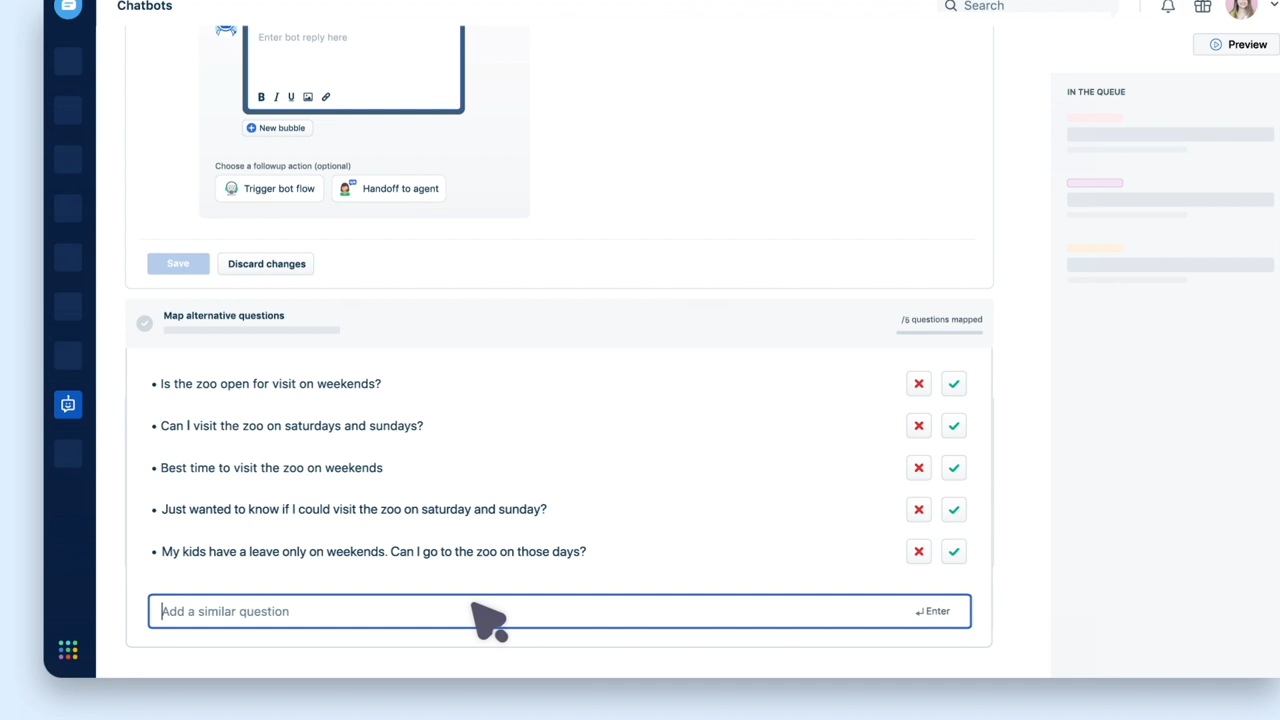 Chatbots
Search
Preview
Enter bot reply here
B I U
New bubble
IN THE QUEUE
Choose a followup action (optional)
Trigger bot flow
Handoff to agent
Save
Discard changes
Map alternative questions
/5 questions mapped
• Is the zoo open for visit on weekends?
• Can I visit the zoo on saturdays and sundays?
• Best time to visit the zoo on weekends
• Just wanted to know if I could visit the zoo on saturday and sunday?
• My kids have a leave only on weekends. Can I go to the zoo on those days?
Add a similar question
Enter